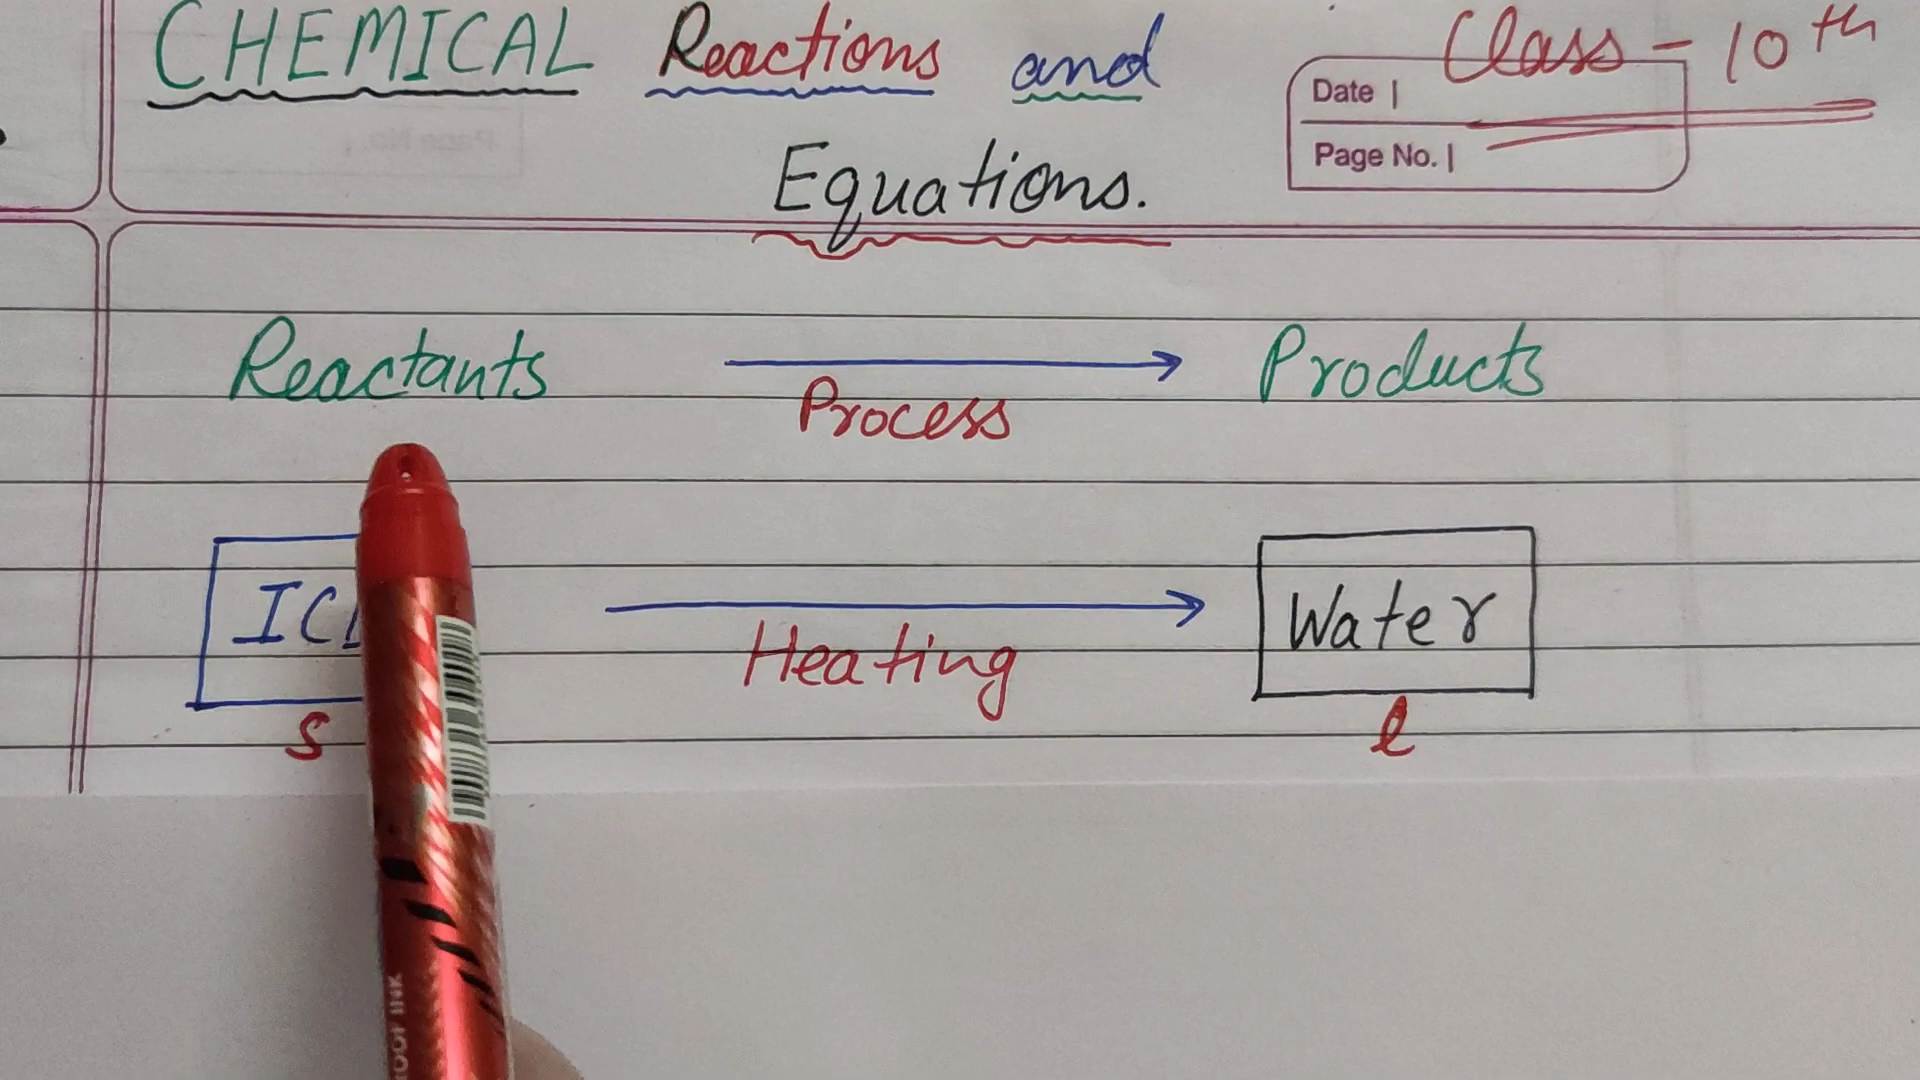 CHEMICAL Reactions and
Class - 10th
Date |
Page No. |
Equations.
Reactants
Process
Products
Heating
Water
s
l